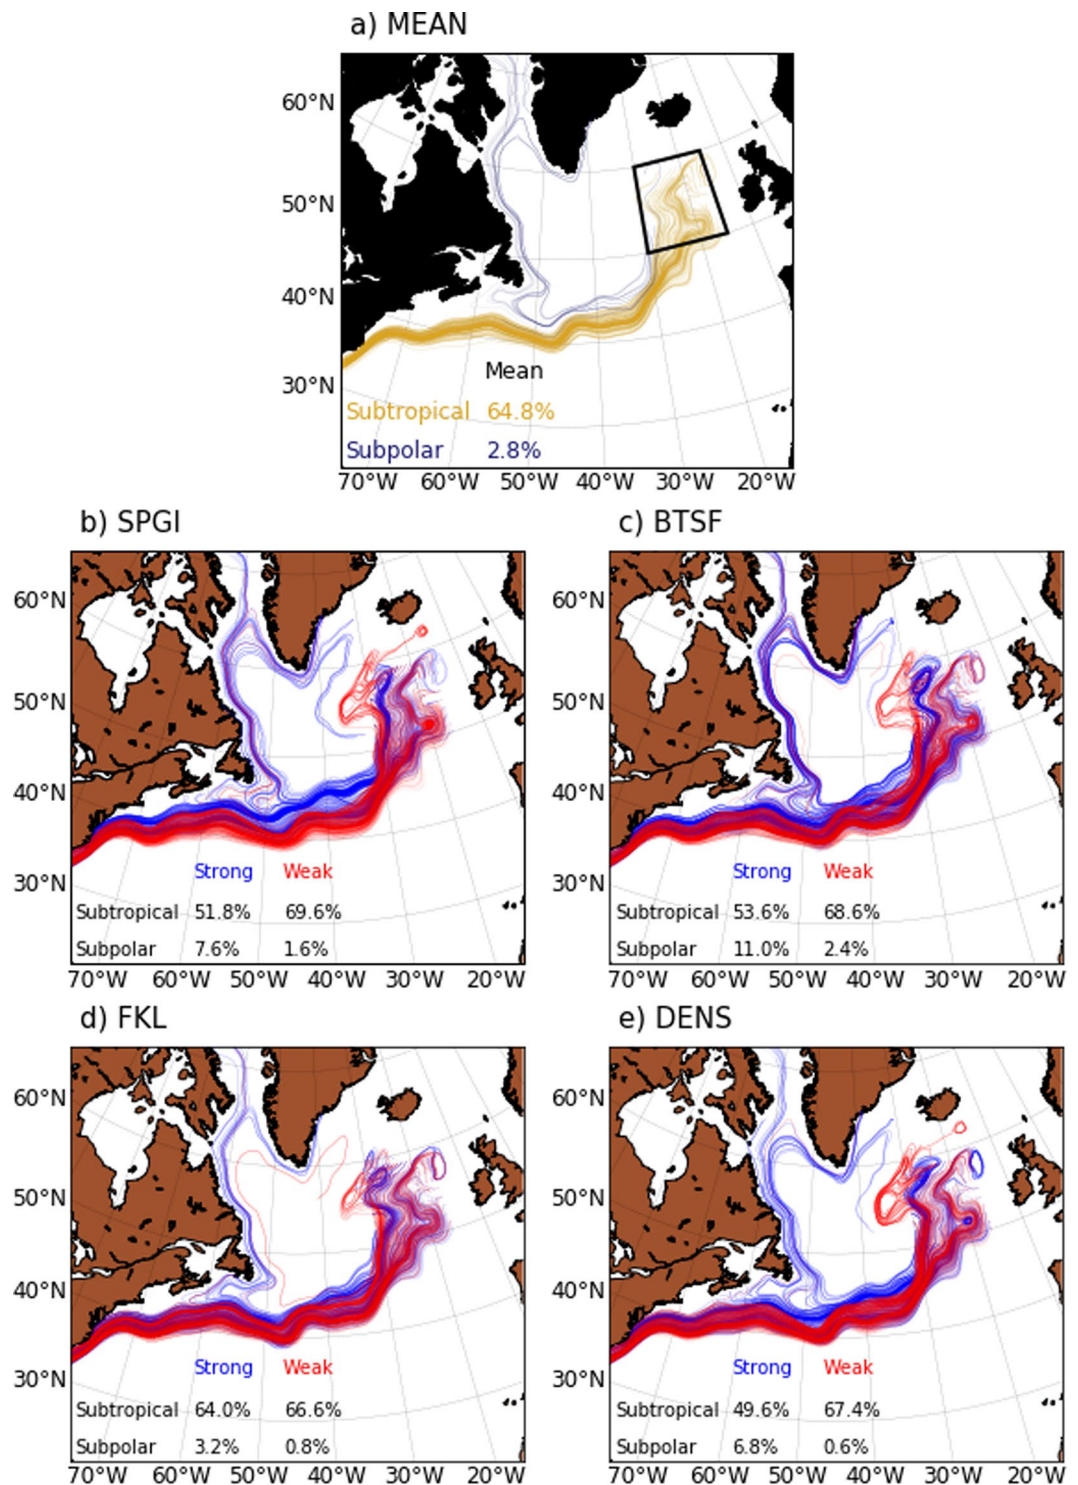 a) MEAN
60°N
50°N
40°N
30°N
Mean
Subtropical 64.8%
Subpolar 2.8%
70°W 60°W 50°W 40°W 30°W 20°W
b) SPGI
60°N
50°N
40°N
30°N
Strong Weak
Subtropical 51.8% 69.6%
Subpolar 7.6% 1.6%
70°W 60°W 50°W 40°W 30°W 20°W
c) BTSF
60°N
50°N
40°N
30°N
Strong Weak
Subtropical 53.6% 68.6%
Subpolar 11.0% 2.4%
70°W 60°W 50°W 40°W 30°W 20°W
d) FKL
60°N
50°N
40°N
30°N
Strong Weak
Subtropical 64.0% 66.6%
Subpolar 3.2% 0.8%
70°W 60°W 50°W 40°W 30°W 20°W
e) DENS
60°N
50°N
40°N
30°N
Strong Weak
Subtropical 49.6% 67.4%
Subpolar 6.8% 0.6%
70°W 60°W 50°W 40°W 30°W 20°W